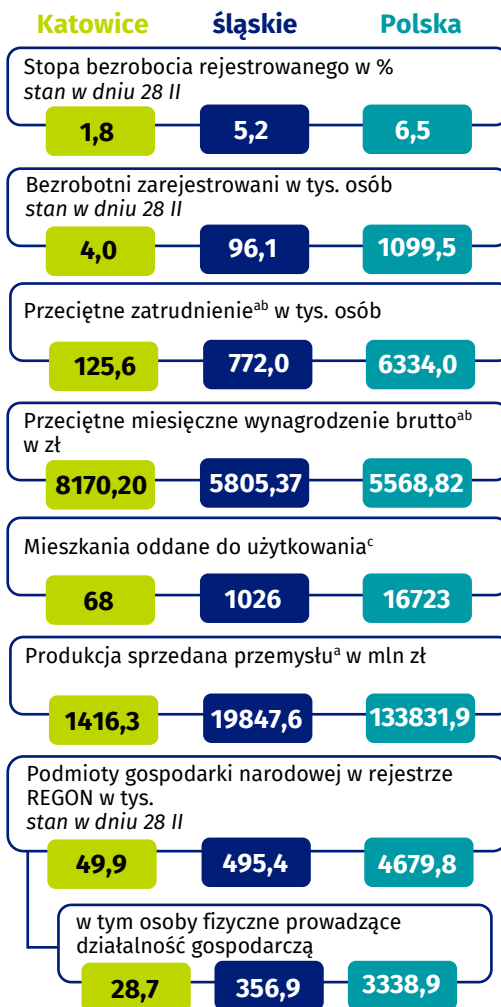 Katowice śląskie Polska
Stopa bezrobocia rejestrowanego w %
stan w dniu 28 II
1,8 5,2 6,5
Bezrobotni zarejestrowani w tys. osób
stan w dniu 28 II
4,0 96,1 1099,5
Przeciętne zatrudnienieᵃᵇ w tys. osób
125,6 772,0 6334,0
Przeciętne miesięczne wynagrodzenie bruttoᵃᵇ
w zł
8170,20 5805,37 5568,82
Mieszkania oddane do użytkowaniaᶜ
68 1026 16723
Produkcja sprzedana przemysłuᵃ w mln zł
1416,3 19847,6 133831,9
Podmioty gospodarki narodowej w rejestrze
REGON w tys.
stan w dniu 28 II
49,9 495,4 4679,8
w tym osoby fizyczne prowadzące
działalność gospodarczą
28,7 356,9 3338,9